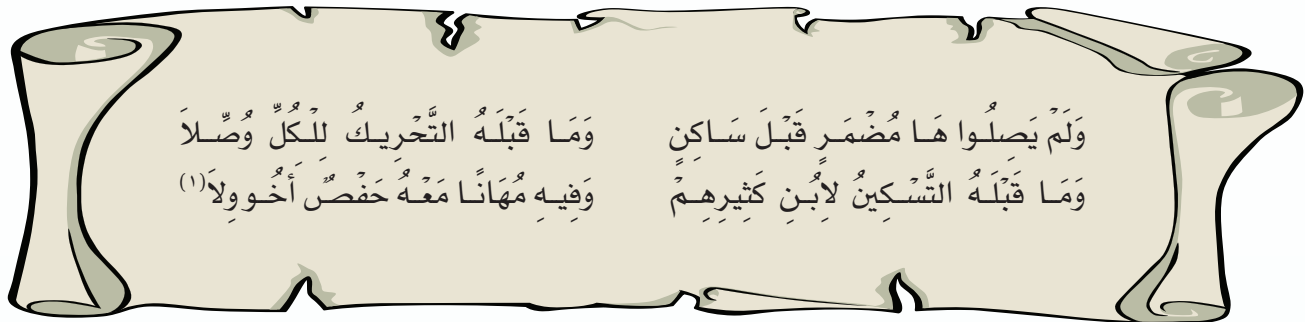 وَلَمْ يَصِلُوا هَا مُضْمَرٍ قَبْلَ سَاكِنٍ وَمَا قَبْلَهُ التَّحْرِيكُ لِلْكُلِّ وُصِّلاَ
وَمَا قَبْلَهُ التَّسْكِينُ لاِبْنِ كَثِيرِهِمْ وَفِيهِ مُهَانًا مَعْهُ حَفْصٌ أَخُو وِلاَ(١)